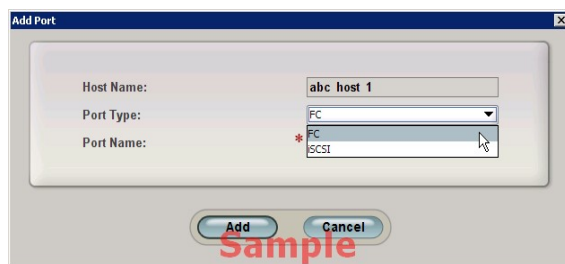 Add Port
Host Name: abc host 1
Port Type: FC
FC
Port Name: *
iSCSI
Add Cancel
Sample